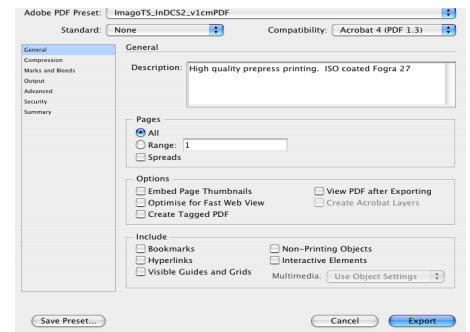 Adobe PDF Preset: ImagoTS_InDCS2_v1cmPDF
Standard: None Compatibility: Acrobat 4 (PDF 1.3)
General
Compression
Marks and Bleeds
Output
Advanced
Security
Summary
General
Description: High quality prepress printing. ISO coated Fogra 27
Pages
All
Range: 1
Spreads
Options
Embed Page Thumbnails View PDF after Exporting
Optimise for Fast Web View Create Acrobat Layers
Create Tagged PDF
Include
Bookmarks Non-Printing Objects
Hyperlinks Interactive Elements
Visible Guides and Grids Multimedia: Use Object Settings
Save Preset... Cancel Export